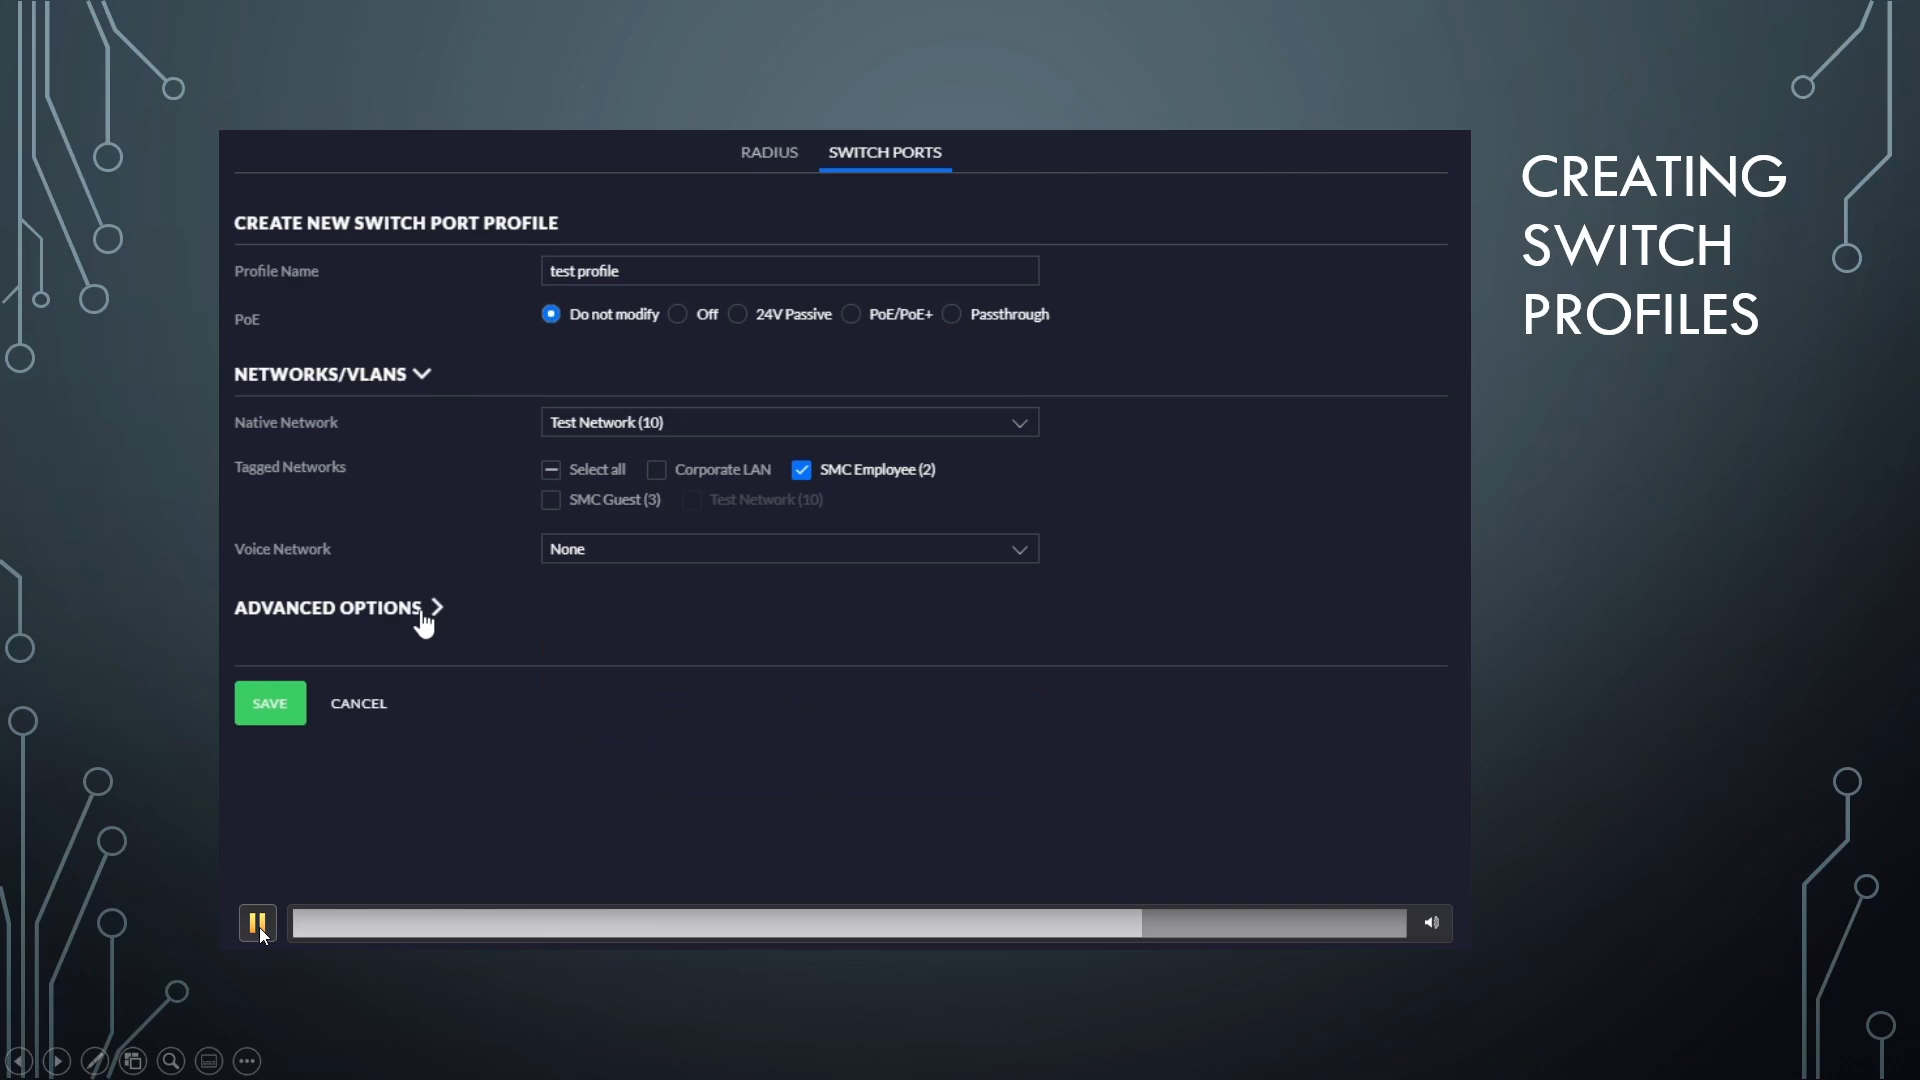 RADIUS SWITCH PORTS
CREATING
SWITCH
PROFILES
CREATE NEW SWITCH PORT PROFILE
Profile Name test profile
PoE Do not modify Off 24V Passive PoE/PoE+ Passthrough
NETWORKS/VLANS
Native Network Test Network (10)
Tagged Networks Select all Corporate LAN SMC Employee (2)
SMC Guest (3) Test Network (10)
Voice Network None
ADVANCED OPTIONS
SAVE CANCEL